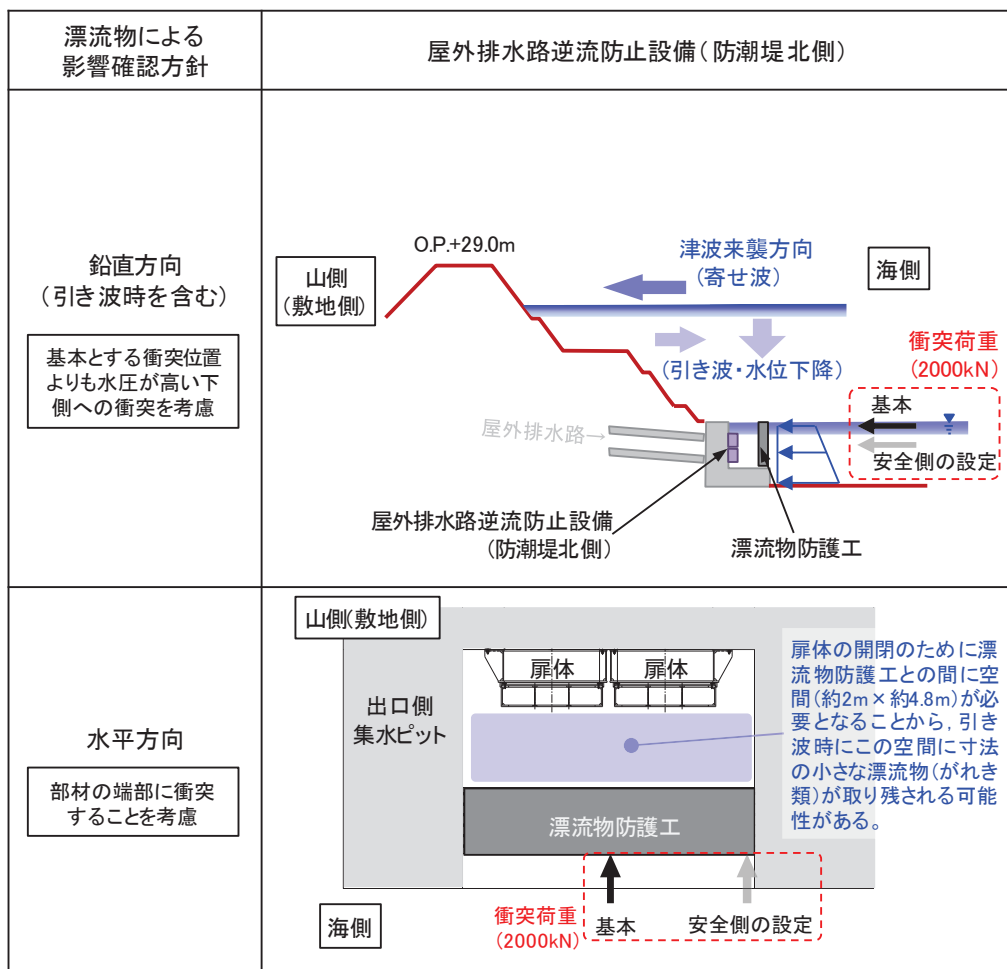 漂流物による
影響確認方針
屋外排水路逆流防止設備(防潮堤北側)
鉛直方向
(引き波時を含む)
基本とする衝突位置
よりも水圧が高い下
側への衝突を考慮
O.P.+29.0m
山側
(敷地側)
津波来襲方向
(寄せ波)
海側
(引き波・水位下降)
衝突荷重
(2000kN)
基本
安全側の設定
屋外排水路→
屋外排水路逆流防止設備
(防潮堤北側)
漂流物防護工
水平方向
部材の端部に衝突
することを考慮
山側(敷地側)
扉体
扉体
出口側
集水ピット
扉体の開閉のために漂
流物防護工との間に空
間(約2m×約4.8m)が必
要となることから,引き
波時にこの空間に寸法
の小さな漂流物(がれき
類)が取り残される可能
性がある。
漂流物防護工
海側
衝突荷重
(2000kN)
基本
安全側の設定